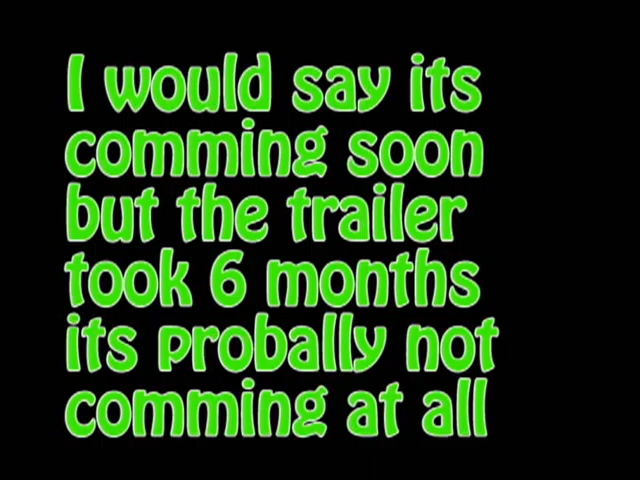 I would say its
comming soon
but the trailer
took 6 months
its probally not
comming at all